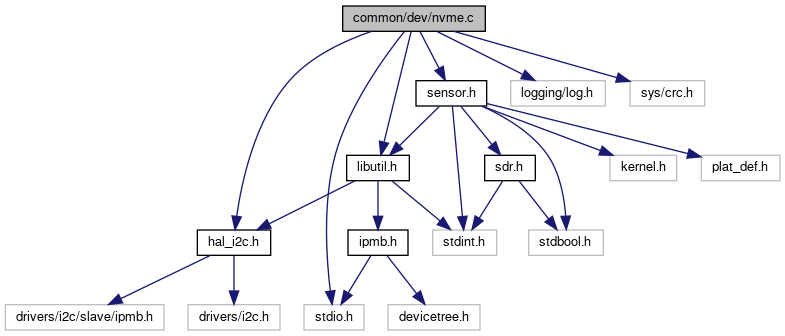 common/dev/nvme.c
sensor.h
logging/log.h
sys/crc.h
libutil.h
sdr.h
kernel.h
plat_def.h
hal_i2c.h
ipmb.h
stdint.h
stdbool.h
drivers/i2c/slave/ipmb.h
drivers/i2c.h
stdio.h
devicetree.h